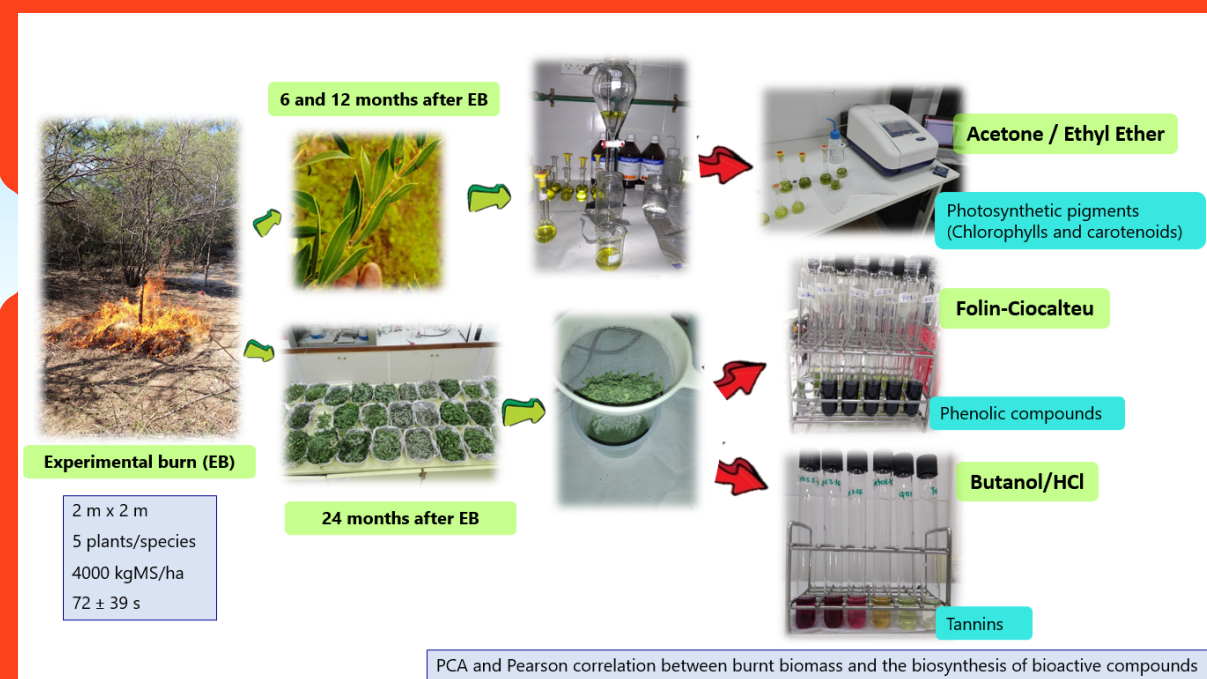 6 and 12 months after EB
Acetone / Ethyl Ether
Photosynthetic pigments
(Chlorophylls and carotenoids)
Folin-Ciocalteu
Phenolic compounds
Experimental burn (EB)
2 m x 2 m
5 plants/species
4000 kgMS/ha
72 ± 39 s
24 months after EB
Butanol/HCl
Tannins
PCA and Pearson correlation between burnt biomass and the biosynthesis of bioactive compounds